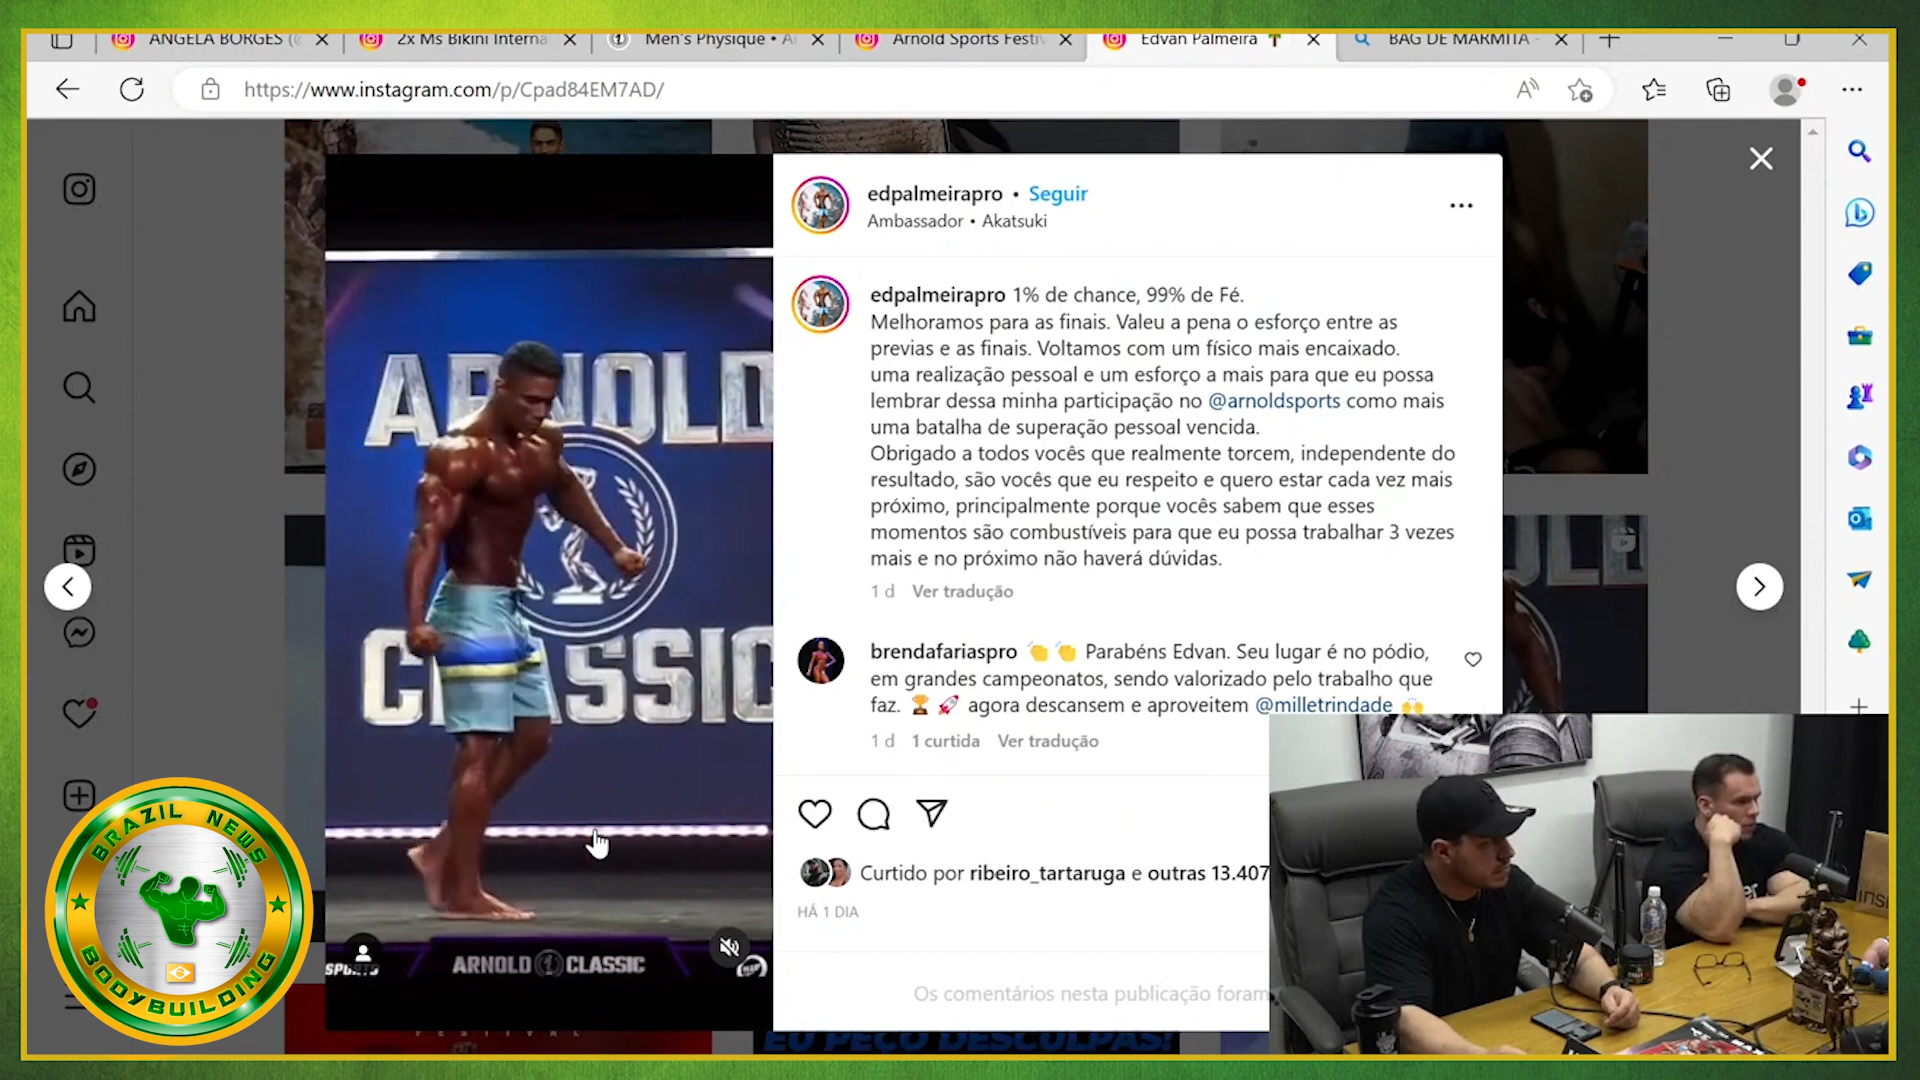 ANGELA BORGES (
2x Ms Bikini Interna
Men's Physique • A
Arnold Sports Festiv
Edvan Palmeira
BAG DE MARMITA -
https://www.instagram.com/p/Cpad84EM7AD/
edpalmeirapro • Seguir
Ambassador • Akatsuki
edpalmeirapro 1% de chance, 99% de Fé.
Melhoramos para as finais. Valeu a pena o esforço entre as
previas e as finais. Voltamos com um físico mais encaixado.
uma realização pessoal e um esforço a mais para que eu possa
lembrar dessa minha participação no @arnoldsports como mais
uma batalha de superação pessoal vencida.
Obrigado a todos vocês que realmente torcem, independente do
resultado, são vocês que eu respeito e quero estar cada vez mais
próximo, principalmente porque vocês sabem que esses
momentos são combustíveis para que eu possa trabalhar 3 vezes
mais e no próximo não haverá dúvidas.
1 d Ver tradução
brendafariaspro 👏 👏 Parabéns Edvan. Seu lugar é no pódio,
em grandes campeonatos, sendo valorizado pelo trabalho que
faz. 🏆 🚀 agora descansem e aproveitem @milletrindade 🙌
1 d 1 curtida Ver tradução
Curtido por ribeiro_tartaruga e outras 13.407
HÁ 1 DIA
Os comentários nesta publicação foram
ARNOLD
CLASSIC
SPORTS
ARNOLD CLASSIC
BRAZIL NEWS
BODYBUILDING
FESTIVAL
EU PEÇO DESCULPAS!